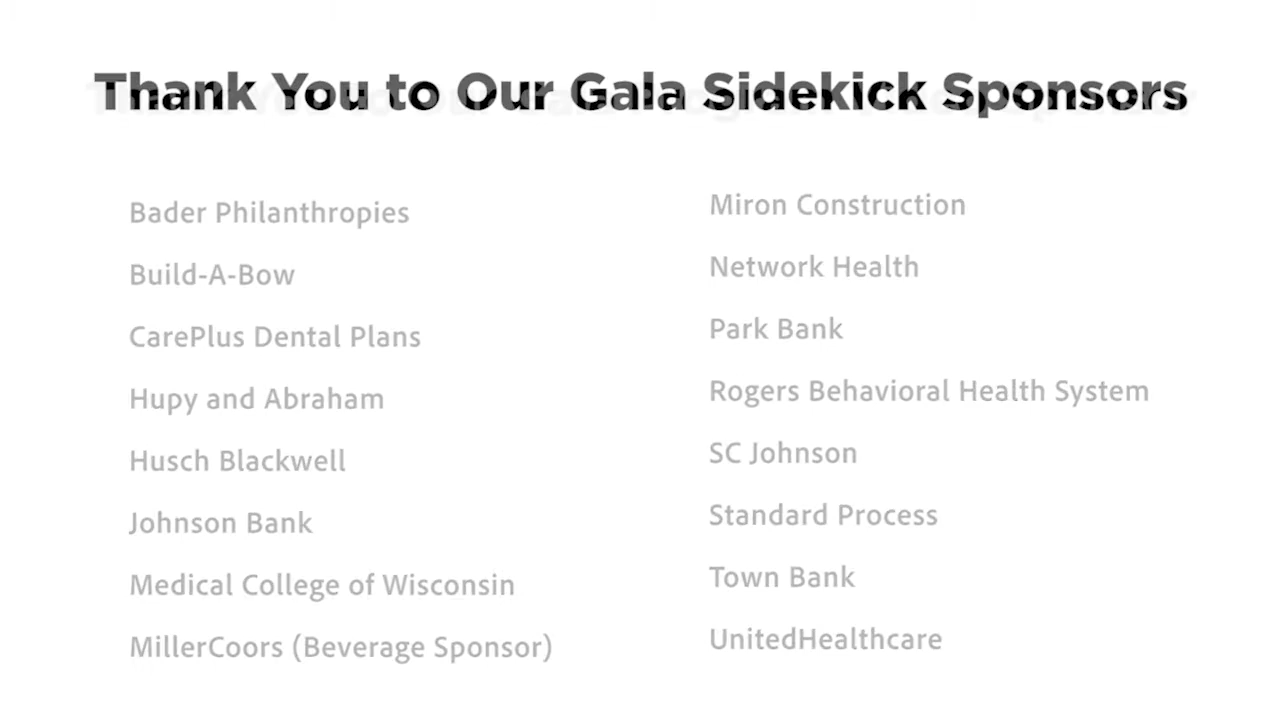 Thank You to Our Gala Sidekick Sponsors
Bader Philanthropies
Build-A-Bow
CarePlus Dental Plans
Hupy and Abraham
Husch Blackwell
Johnson Bank
Medical College of Wisconsin
MillerCoors (Beverage Sponsor)
Miron Construction
Network Health
Park Bank
Rogers Behavioral Health System
SC Johnson
Standard Process
Town Bank
UnitedHealthcare